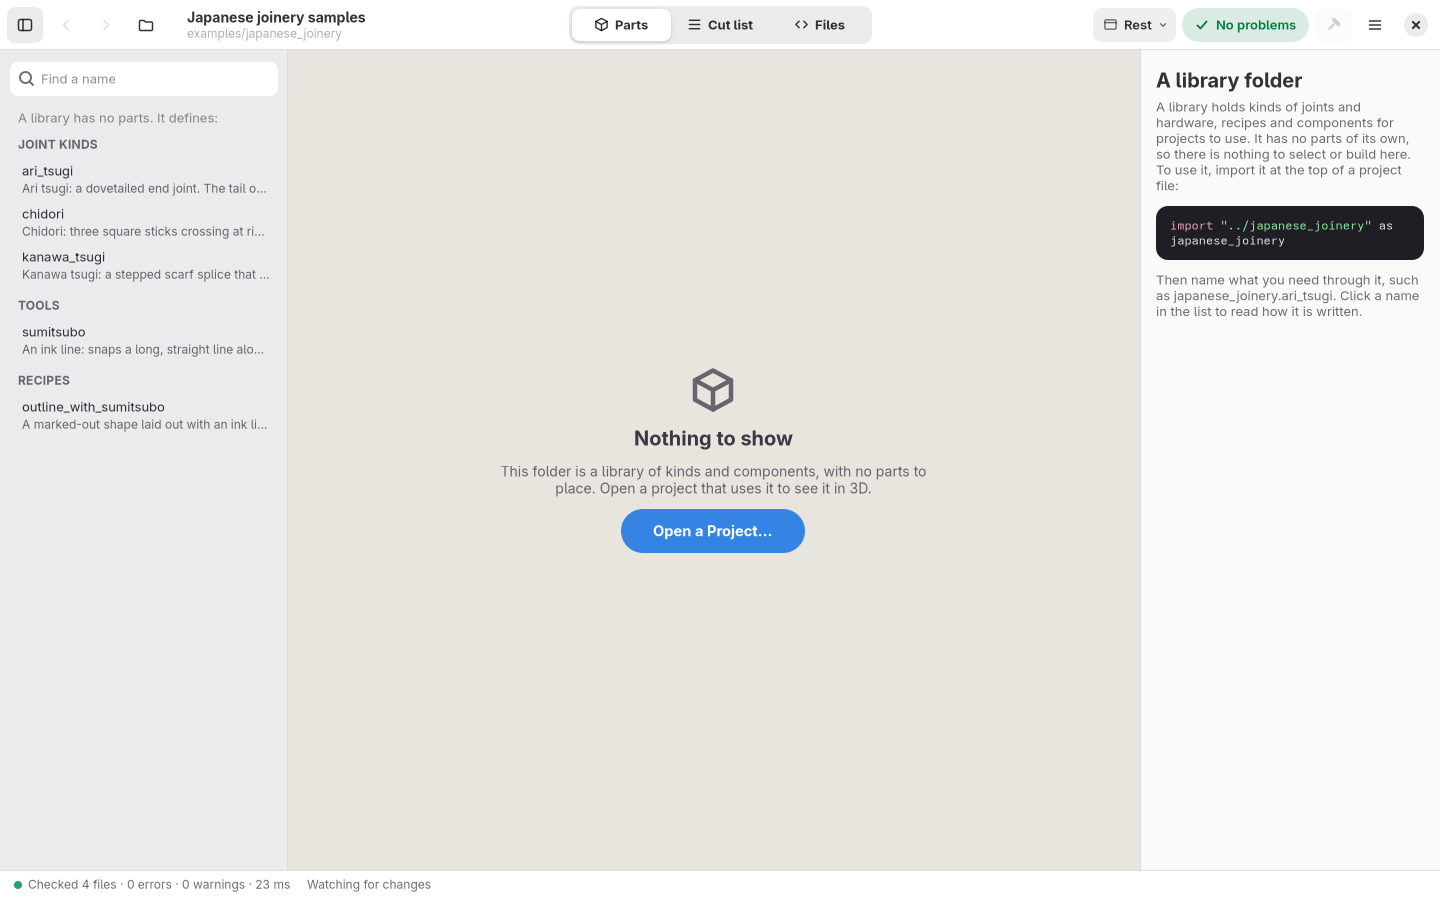 Japanese joinery samples
examples/japanese_joinery
Parts
Cut list
Files
Rest
No problems
Find a name
A library has no parts. It defines:
JOINT KINDS
ari_tsugi
Ari tsugi: a dovetailed end joint. The tail o...
chidori
Chidori: three square sticks crossing at ri...
kanawa_tsugi
Kanawa tsugi: a stepped scarf splice that ...
TOOLS
sumitsubo
An ink line: snaps a long, straight line alo...
RECIPES
outline_with_sumitsubo
A marked-out shape laid out with an ink li...
Nothing to show
This folder is a library of kinds and components, with no parts to
place. Open a project that uses it to see it in 3D.
Open a Project...
A library folder
A library holds kinds of joints and
hardware, recipes and components for
projects to use. It has no parts of its own,
so there is nothing to select or build here.
To use it, import it at the top of a project
file:
import "../japanese_joinery" as
japanese_joinery
Then name what you need through it, such
as japanese_joinery.ari_tsugi. Click a name
in the list to read how it is written.
Checked 4 files · 0 errors · 0 warnings · 23 ms
Watching for changes